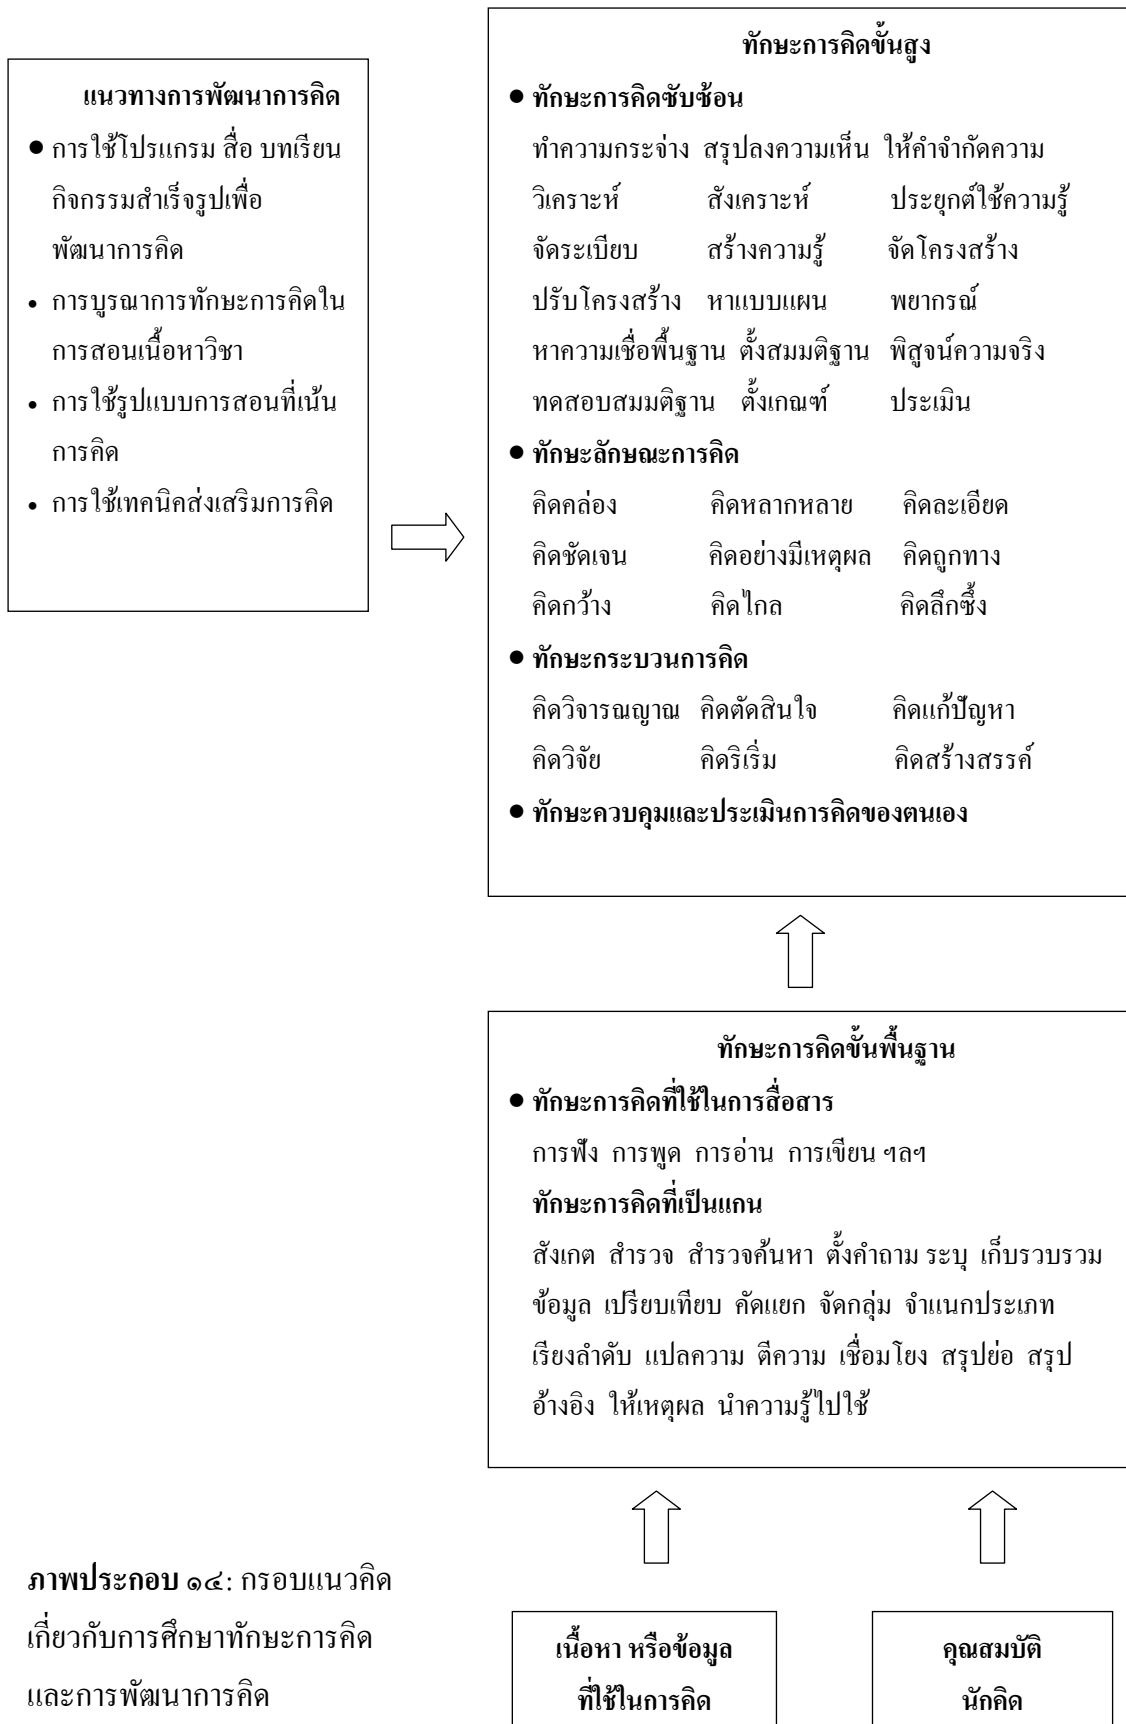 แนวทางการพัฒนาการคิด
● การใช้โปรแกรม สื่อ บทเรียน
กิจกรรมสำเร็จรูปเพื่อ
พัฒนาการคิด
• การบูรณาการทักษะการคิดใน
การสอนเนื้อหาวิชา
• การใช้รูปแบบการสอนที่เน้น
การคิด
• การใช้เทคนิคส่งเสริมการคิด
ทักษะการคิดขั้นสูง
● ทักษะการคิดซับซ้อน
ทำความกระจ่าง สรุปลงความเห็น ให้คำจำกัดความ
วิเคราะห์ สังเคราะห์ ประยุกต์ใช้ความรู้
จัดระเบียบ สร้างความรู้ จัดโครงสร้าง
ปรับโครงสร้าง หาแบบแผน พยากรณ์
หาความเชื่อพื้นฐาน ตั้งสมมติฐาน พิสูจน์ความจริง
ทดสอบสมมติฐาน ตั้งเกณฑ์ ประเมิน
● ทักษะลักษณะการคิด
คิดคล่อง คิดหลากหลาย คิดละเอียด
คิดชัดเจน คิดอย่างมีเหตุผล คิดถูกทาง
คิดกว้าง คิดไกล คิดลึกซึ้ง
● ทักษะกระบวนการคิด
คิดวิจารณญาณ คิดตัดสินใจ คิดแก้ปัญหา
คิดวิจัย คิดริเริ่ม คิดสร้างสรรค์
● ทักษะควบคุมและประเมินการคิดของตนเอง
ทักษะการคิดขั้นพื้นฐาน
● ทักษะการคิดที่ใช้ในการสื่อสาร
การฟัง การพูด การอ่าน การเขียน ฯลฯ
ทักษะการคิดที่เป็นแกน
สังเกต สำรวจ สำรวจค้นหา ตั้งคำถาม ระบุ เก็บรวบรวม
ข้อมูล เปรียบเทียบ คัดแยก จัดกลุ่ม จำแนกประเภท
เรียงลำดับ แปลความ ตีความ เชื่อมโยง สรุปย่อ สรุป
อ้างอิง ให้เหตุผล นำความรู้ไปใช้
ภาพประกอบ ๑๔: กรอบแนวคิด
เกี่ยวกับการศึกษาทักษะการคิด
และการพัฒนาการคิด
เนื้อหา หรือข้อมูล
ที่ใช้ในการคิด
คุณสมบัติ
นักคิด